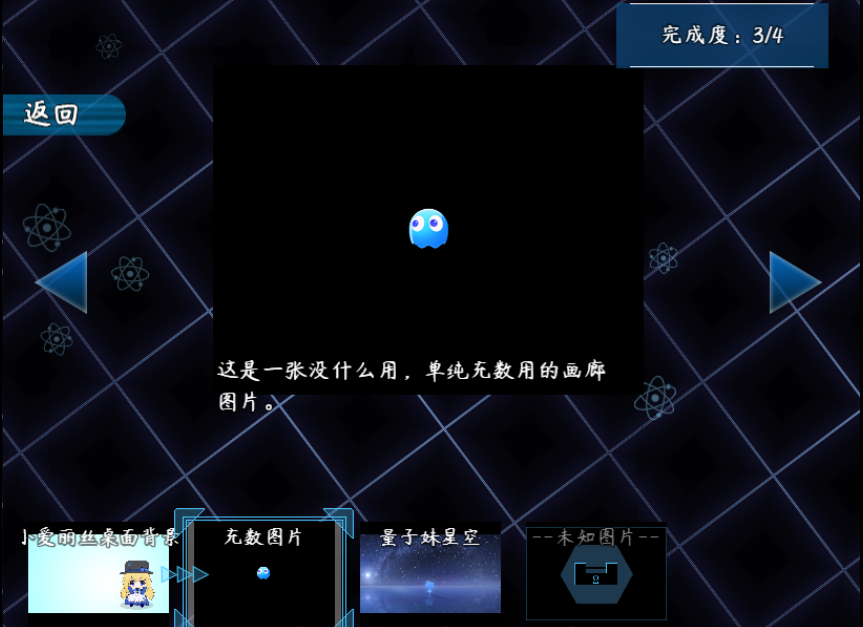 完成度：3/4
返回
这是一张没什么用，单纯充数用的画廊
图片。
小爱丽丝桌面背景
充数图片
量子妹星空
--未知图片--